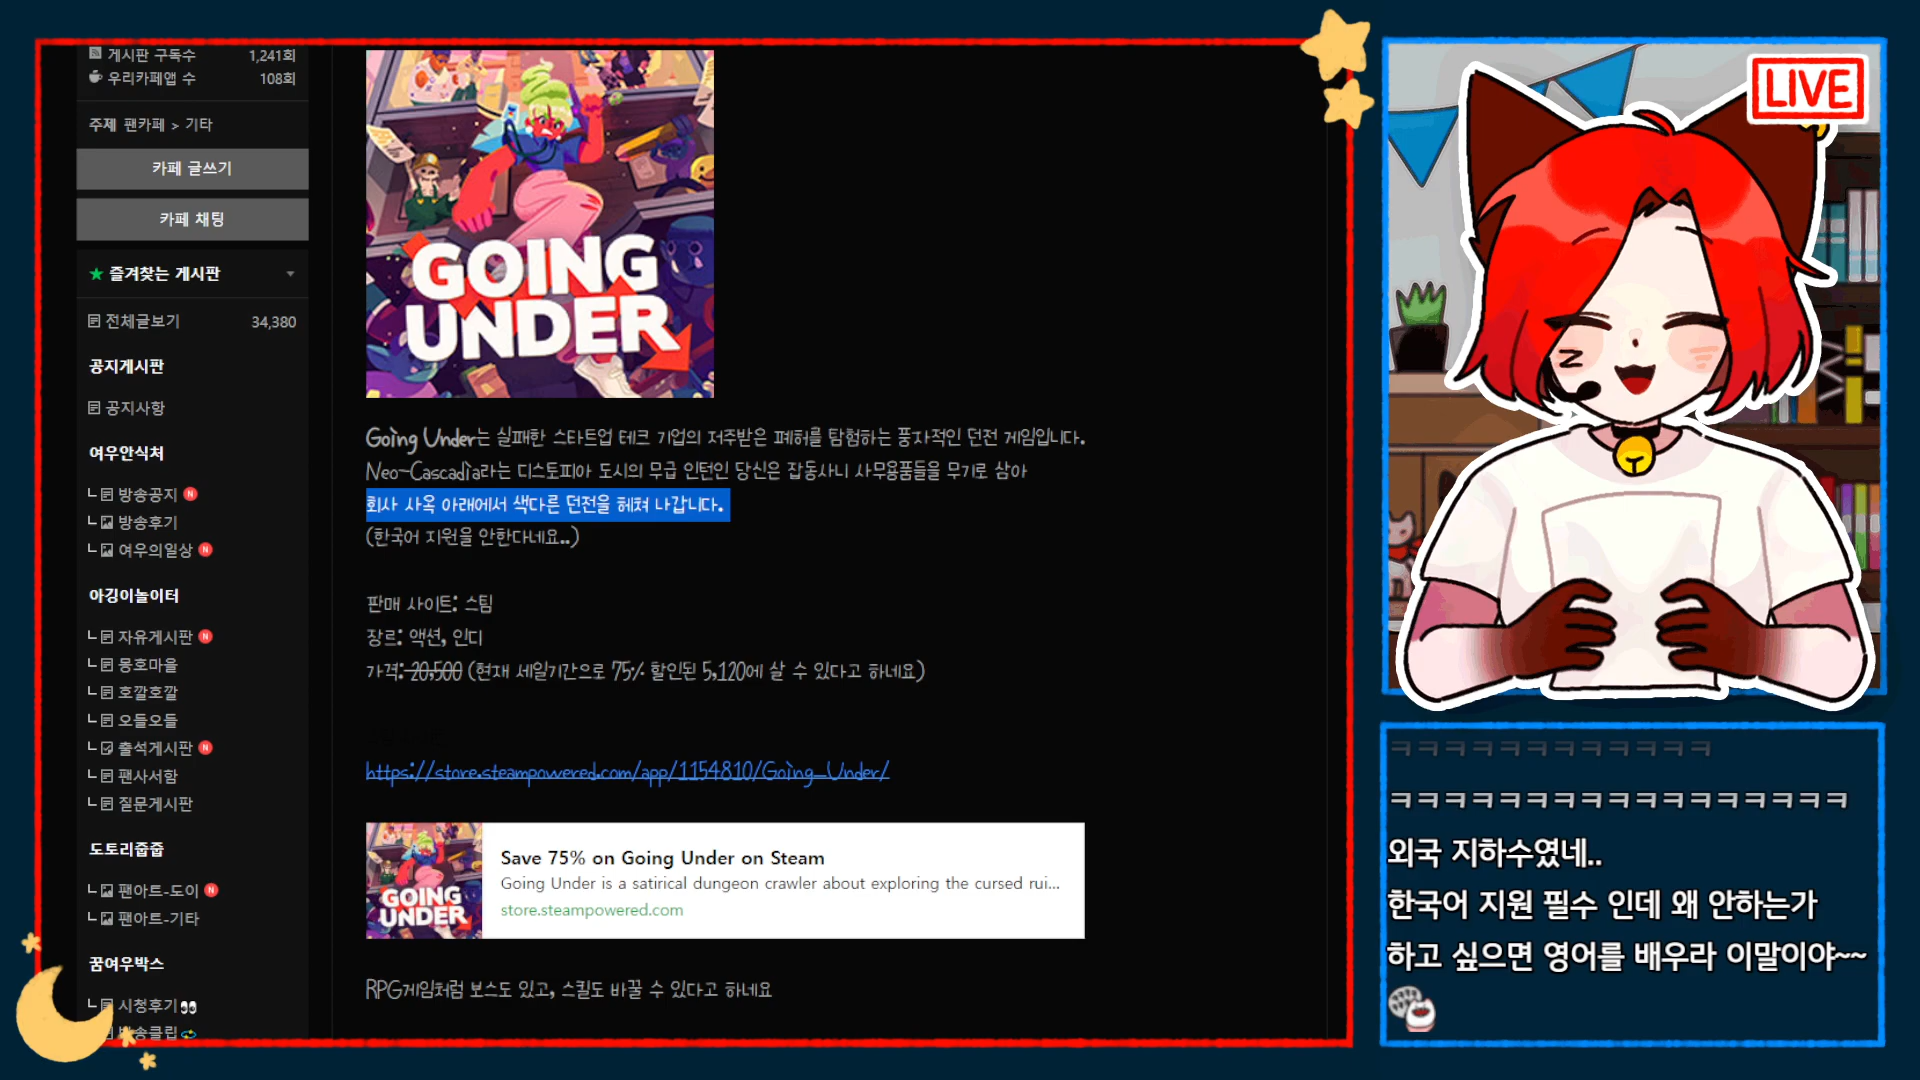 게시판 구독수 1,241회
우리카페앱 수 108회
주제 팬카페 > 기타
카페 글쓰기
카페 채팅
★ 즐겨찾는 게시판
전체글보기 34,380
공지게시판
공지사항
여우안식처
방송공지 N
방송후기
여우의일상 N
아깅이놀이터
자유게시판 N
몽호마을
호깔호깔
오들오들
출석게시판 N
팬사서함
질문게시판
도토리줍줍
팬아트-도이 N
팬아트-기타
꿈여우박스
시청후기
방송클립
GOING
UNDER
Going Under는 실패한 스타트업 테크 기업의 저주받은 폐허를 탐험하는 풍자적인 던전 게임입니다.
Neo-Cascadia라는 디스토피아 도시의 무급 인턴인 당신은 잡동사니 사무용품들을 무기로 삼아
회사 사옥 아래에서 색다른 던전을 헤쳐 나갑니다.
(한국어 지원을 안한다네요..)
판매 사이트: 스팀
장르: 액션, 인디
가격: 20,500 (현재 세일기간으로 75% 할인된 5,120에 살 수 있다고 하네요)
https://store.steampowered.com/app/1154810/Going_Under/
GOING
UNDER
Save 75% on Going Under on Steam
Going Under is a satirical dungeon crawler about exploring the cursed rui...
store.steampowered.com
RPG게임처럼 보스도 있고, 스킬도 바꿀 수 있다고 하네요
LIVE
ㅋㅋㅋㅋㅋㅋㅋㅋㅋㅋㅋㅋ
ㅋㅋㅋㅋㅋㅋㅋㅋㅋㅋㅋㅋㅋㅋㅋㅋㅋ
외국 지하수였네..
한국어 지원 필수 인데 왜 안하는가
하고 싶으면 영어를 배우라 이말이야~~